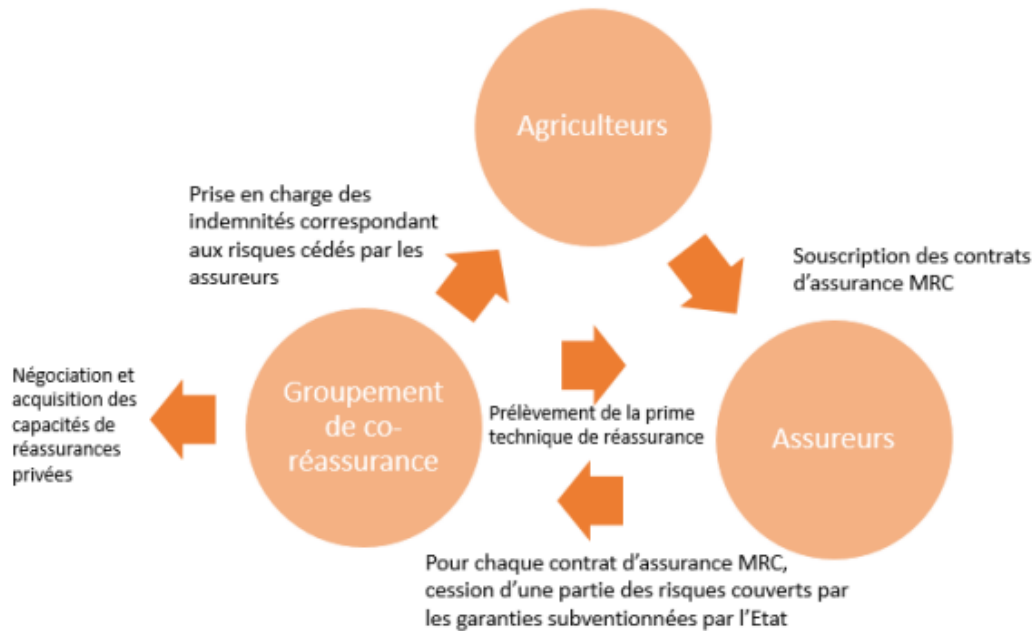 Agriculteurs
Prise en charge des
indemnités correspondant
aux risques cédés par les
assureurs
Souscription des contrats
d'assurance MRC
Négociation et
acquisition des
capacités de
réassurances
privées
Groupement
de co-
réassurance
Prélèvement de la prime
technique de réassurance
Assureurs
Pour chaque contrat d'assurance MRC,
cession d'une partie des risques couverts par
les garanties subventionnées par l'Etat